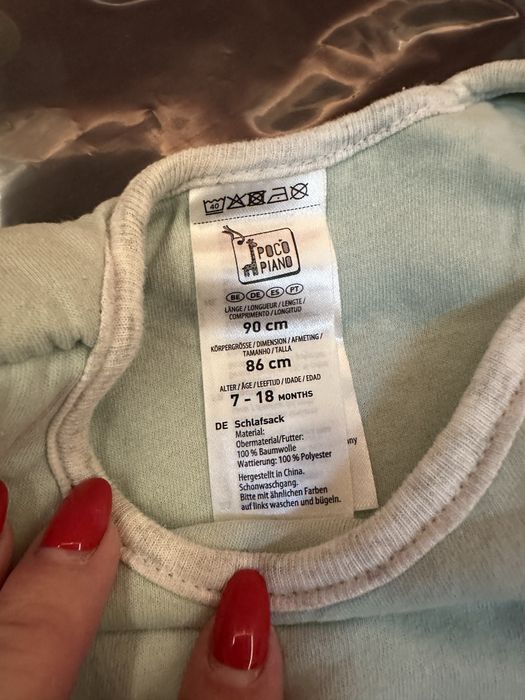 40
POCO
PIANO
BE DE ES PT
LÄNGE / LONGUEUR / LENGTE /
COMPRIMENTO / LONGITUD
90 cm
KÖRPERGRÖSSE / DIMENSION / AFMETING /
TAMANHO / TALLA
86 cm
ALTER / ÂGE / LEEFTIJD / IDADE / EDAD
7 - 18 MONTHS
DE Schlafsack
Material:
Obermaterial/Futter:
100 % Baumwolle
Wattierung: 100 % Polyester
Hergestellt in China.
Schonwaschgang.
Bitte mit ähnlichen Farben
auf links waschen und bügeln.